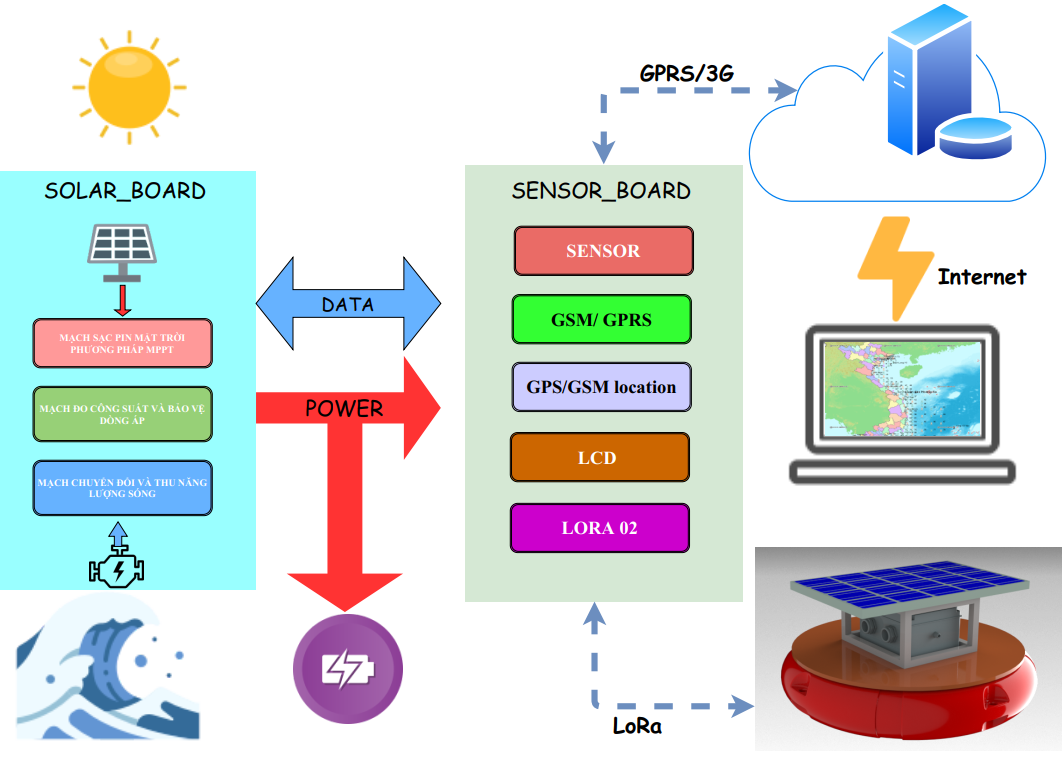 GPRS/3G
SOLAR_BOARD
SENSOR_BOARD
SENSOR
Internet
DATA
GSM/ GPRS
MẠCH SẠC PIN MẶT TRỜI
PHƯƠNG PHÁP MPPT
GPS/GSM location
POWER
MẠCH ĐO CÔNG SUẤT VÀ BẢO VỆ
DÒNG ÁP
LCD
MẠCH CHUYỂN ĐỔI VÀ THU NĂNG
LƯỢNG SÓNG
LORA 02
LoRa